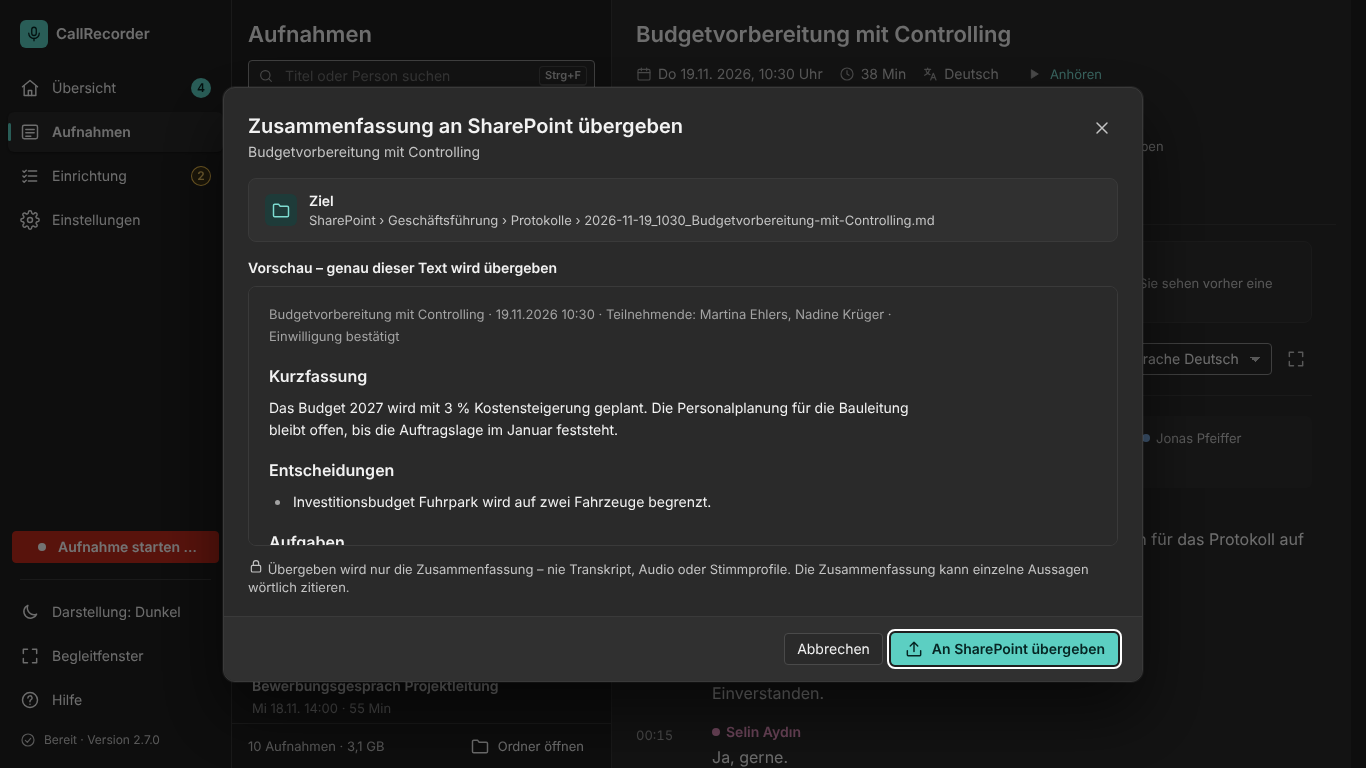 CallRecorder
Übersicht
4
Aufnahmen
Einrichtung
2
Einstellungen
Aufnahme starten ...
Darstellung: Dunkel
Begleitfenster
Hilfe
Bereit · Version 2.7.0
Aufnahmen
Titel oder Person suchen
Strg+F
Bewerbungsgespräch Projektleitung
Mi 18.11. 14:00 · 55 Min
10 Aufnahmen · 3,1 GB
Ordner öffnen
Budgetvorbereitung mit Controlling
Do 19.11. 2026, 10:30 Uhr
38 Min
Deutsch
Anhören
Sie sehen vorher eine
Deutsch
Jonas Pfeiffer
für das Protokoll auf
Einverstanden.
00:15
Selin Aydın
Ja, gerne.
Zusammenfassung an SharePoint übergeben
Budgetvorbereitung mit Controlling
Ziel
SharePoint › Geschäftsführung › Protokolle › 2026-11-19_1030_Budgetvorbereitung-mit-Controlling.md
Vorschau – genau dieser Text wird übergeben
Budgetvorbereitung mit Controlling · 19.11.2026 10:30 · Teilnehmende: Martina Ehlers, Nadine Krüger ·
Einwilligung bestätigt
Kurzfassung
Das Budget 2027 wird mit 3 % Kostensteigerung geplant. Die Personalplanung für die Bauleitung
bleibt offen, bis die Auftragslage im Januar feststeht.
Entscheidungen
Investitionsbudget Fuhrpark wird auf zwei Fahrzeuge begrenzt.
Aufgaben
Übergeben wird nur die Zusammenfassung – nie Transkript, Audio oder Stimmprofile. Die Zusammenfassung kann einzelne Aussagen
wörtlich zitieren.
Abbrechen
An SharePoint übergeben